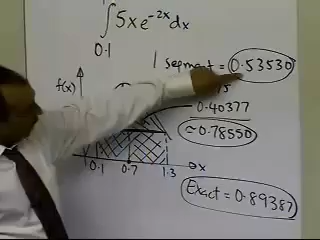 ∫5xe^-2x dx
0.1
1 segment = 0.53530
f(x)
0.40377
≈0.78550
0.1 0.7 1.3 x
Exact = 0.89387